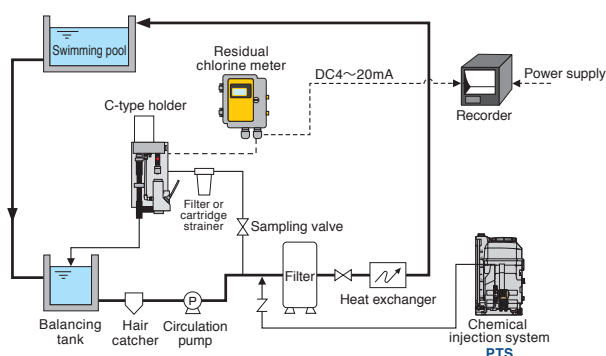 Swimming pool
Residual
chlorine meter
DC4～20mA
Power supply
Recorder
C-type holder
Filter or
cartridge
strainer
Sampling valve
Balancing
tank
Hair
catcher
P
Circulation
pump
Filter
Heat exchanger
Chemical
injection system
PTS